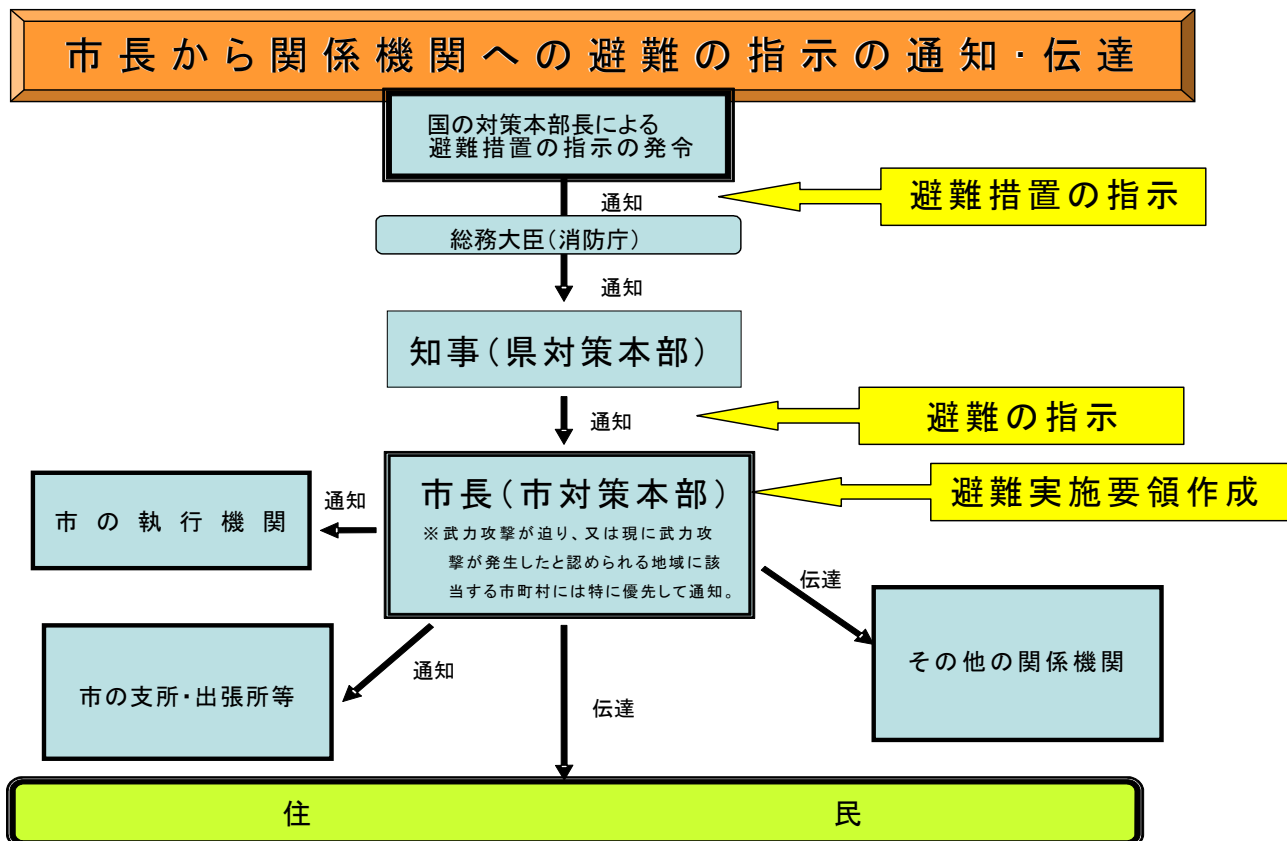 市長から関係機関への避難の指示の通知・伝達
国の対策本部長による
避難措置の指示の発令
通知
避難措置の指示
総務大臣（消防庁）
通知
知事（県対策本部）
通知
避難の指示
市長（市対策本部）
※武力攻撃が迫り、又は現に武力攻
撃が発生したと認められる地域に該
当する市町村には特に優先して通知。
避難実施要領作成
通知
市の執行機関
伝達
その他の関係機関
通知
市の支所・出張所等
伝達
住民